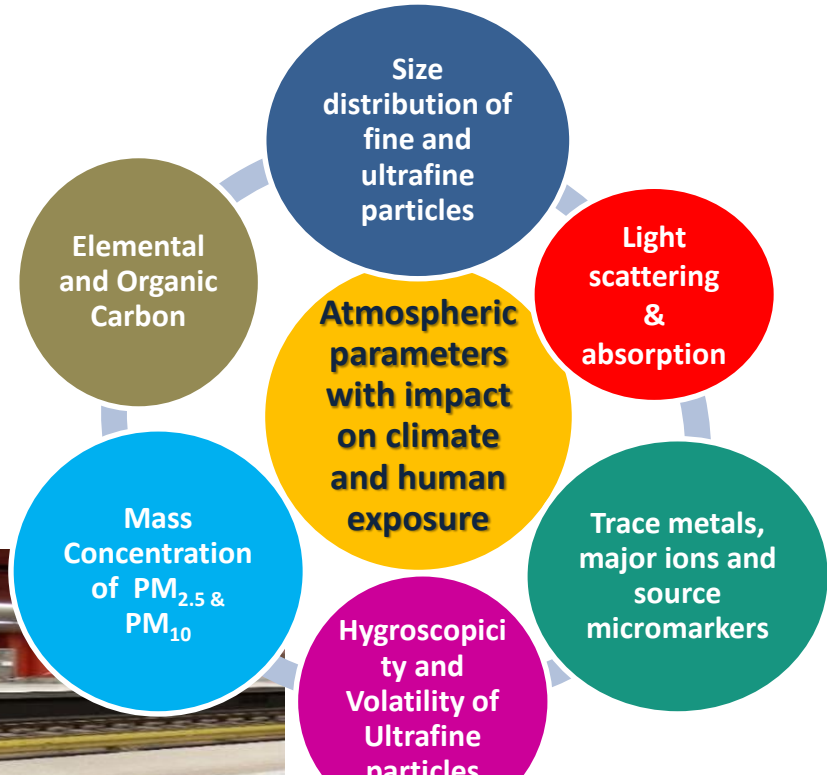 Size
distribution of
fine and
ultrafine
particles
Light
scattering
&
absorption
Trace metals,
major ions and
source
micromarkers
Hygroscopici
ty and
Volatility of
Ultrafine
particles
Mass
Concentration
of PM2.5 &
PM10
Elemental
and Organic
Carbon
Atmospheric
parameters
with impact
on climate
and human
exposure